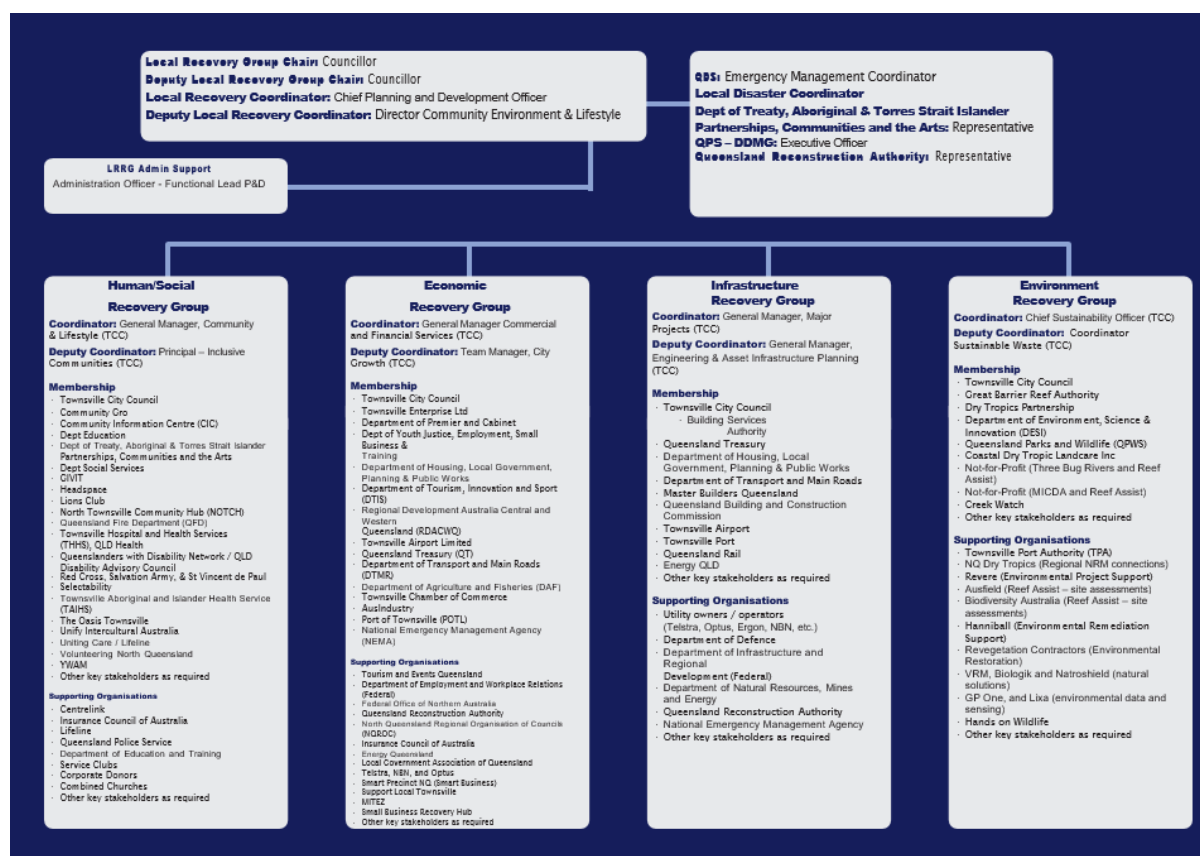 Local Recovery Group Chair: Councillor
Deputy Local Recovery Group Chair: Councillor
Local Recovery Coordinator: Chief Planning and Development Officer
Deputy Local Recovery Coordinator: Director Community Environment & Lifestyle
QDS: Emergency Management Coordinator
Local Disaster Coordinator
Dept of Treaty, Aboriginal & Torres Strait Islander
Partnerships, Communities and the Arts: Representative
QPS – DDMG: Executive Officer
Queensland Reconstruction Authority: Representative
LRRG Admin Support
Administration Officer - Functional Lead P&D
Human/Social
Recovery Group
Coordinator: General Manager, Community
& Lifestyle (TCC)
Deputy Coordinator: Principal – Inclusive
Communities (TCC)
Membership
· Townsville City Council
· Community Gro
· Community Information Centre (CIC)
· Dept Education
· Dept of Treaty, Aboriginal & Torres Strait Islander
Partnerships, Communities and the Arts
· Dept Social Services
· GIVIT
· Headspace
· Lions Club
· North Townsville Community Hub (NOTCH)
· Queensland Fire Department (QFD)
· Townsville Hospital and Health Services
(THHS), QLD Health
· Queenslanders with Disability Network / QLD
Disability Advisory Council
· Red Cross, Salvation Army, & St Vincent de Paul
· Selectability
· Townsville Aboriginal and Islander Health Service
(TAIHS)
· The Oasis Townsville
· Unify Intercultural Australia
· Uniting Care / Lifeline
· Volunteering North Queensland
· YWAM
· Other key stakeholders as required
Supporting Organisations
· Centrelink
· Insurance Council of Australia
· Lifeline
· Queensland Police Service
· Department of Education and Training
· Service Clubs
· Corporate Donors
· Combined Churches
· Other key stakeholders as required
Economic
Recovery Group
Coordinator: General Manager Commercial
and Financial Services (TCC)
Deputy Coordinator: Team Manager, City
Growth (TCC)
Membership
· Townsville City Council
· Townsville Enterprise Ltd
· Department of Premier and Cabinet
· Dept of Youth Justice, Employment, Small
Business &
Training
· Department of Housing, Local Government,
Planning & Public Works
· Department of Tourism, Innovation and Sport
(DTIS)
· Regional Development Australia Central and
Western
Queensland (RDACWQ)
· Townsville Airport Limited
· Queensland Treasury (QT)
· Department of Transport and Main Roads
(DTMR)
· Department of Agriculture and Fisheries (DAF)
· Townsville Chamber of Commerce
· AusIndustry
· Port of Townsville (POTL)
· National Emergency Management Agency
(NEMA)
Supporting Organisations
· Tourism and Events Queensland
· Department of Employment and Workplace Relations
(Federal)
· Federal Office of Northern Australia
· Queensland Reconstruction Authority
· North Queensland Regional Organisation of Councils
(NQROC)
· Insurance Council of Australia
· Energy Queensland
· Local Government Association of Queensland
· Telstra, NBN, and Optus
· Smart Precinct NQ (Smart Business)
· Support Local Townsville
· MITEZ
· Small Business Recovery Hub
· Other key stakeholders as required
Infrastructure
Recovery Group
Coordinator: General Manager, Major
Projects (TCC)
Deputy Coordinator: General Manager,
Engineering & Asset Infrastructure Planning
(TCC)
Membership
· Townsville City Council
· Building Services
Authority
· Queensland Treasury
· Department of Housing, Local
Government, Planning & Public Works
· Department of Transport and Main Roads
· Master Builders Queensland
· Queensland Building and Construction
Commission
· Townsville Airport
· Townsville Port
· Queensland Rail
· Energy QLD
· Other key stakeholders as required
Supporting Organisations
· Utility owners / operators
(Telstra, Optus, Ergon, NBN, etc.)
· Department of Defence
· Department of Infrastructure and
Regional
Development (Federal)
· Department of Natural Resources, Mines
and Energy
· Queensland Reconstruction Authority
· National Emergency Management Agency
· Other key stakeholders as required
Environment
Recovery Group
Coordinator: Chief Sustainability Officer (TCC)
Deputy Coordinator: Coordinator
Sustainable Waste (TCC)
Membership
· Townsville City Council
· Great Barrier Reef Authority
· Dry Tropics Partnership
· Department of Environment, Science &
Innovation (DESI)
· Queensland Parks and Wildlife (QPWS)
· Coastal Dry Tropic Landcare Inc
· Not-for-Profit (Three Bug Rivers and Reef
Assist)
· Not-for-Profit (MICDA and Reef Assist)
· Creek Watch
· Other key stakeholders as required
Supporting Organisations
· Townsville Port Authority (TPA)
· NQ Dry Tropics (Regional NRM connections)
· Revere (Environmental Project Support)
· Ausfield (Reef Assist – site assessments)
· Biodiversity Australia (Reef Assist – site
assessments)
· Hanniball (Environmental Remediation
Support)
· Revegetation Contractors (Environmental
Restoration)
· VRM, Biologik and Natroshield (natural
solutions)
· GP One, and Lixa (environmental data and
sensing)
· Hands on Wildlife
· Other key stakeholders as required